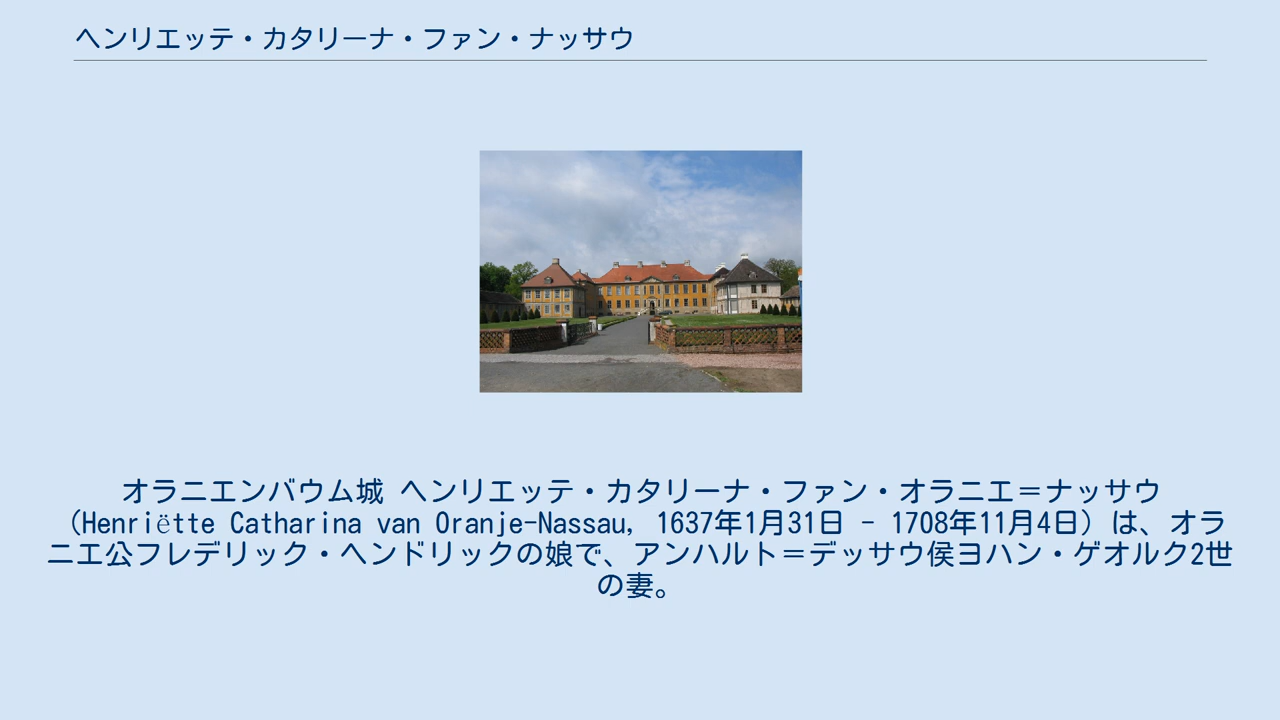 ヘンリエッテ・カタリーナ・ファン・ナッサウ
オラニエンバウム城 ヘンリエッテ・カタリーナ・ファン・オラニエ＝ナッサウ
（Henriëtte Catharina van Oranje-Nassau, 1637年1月31日 - 1708年11月4日）は、オラ
ニエ公フレデリック・ヘンドリックの娘で、アンハルト＝デッサウ侯ヨハン・ゲオルク2世
の妻。